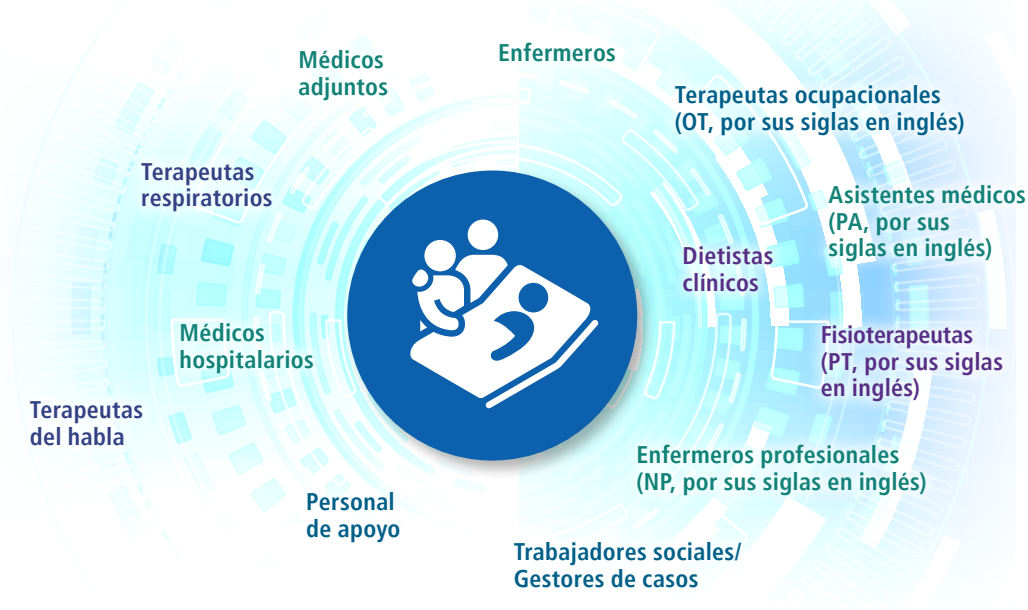 Médicos
adjuntos
Enfermeros
Terapeutas ocupacionales
(OT, por sus siglas en inglés)
Terapeutas
respiratorios
Asistentes médicos
(PA, por sus
siglas en inglés)
Dietistas
clínicos
Médicos
hospitalarios
Fisioterapeutas
(PT, por sus siglas
en inglés)
Terapeutas
del habla
Enfermeros profesionales
(NP, por sus siglas en inglés)
Personal
de apoyo
Trabajadores sociales/
Gestores de casos